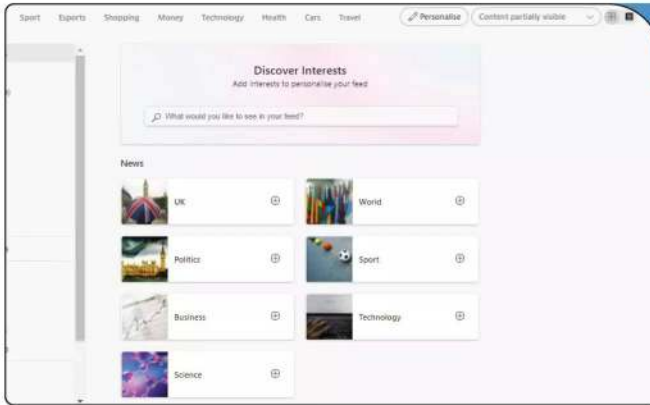 Sport Esports Shopping Money Technology Health Cars Travel Personalise Content partially visible
Discover Interests
Add interests to personalise your feed
What would you like to see in your feed?
News
UK World
Politics Sport
Business Technology
Science